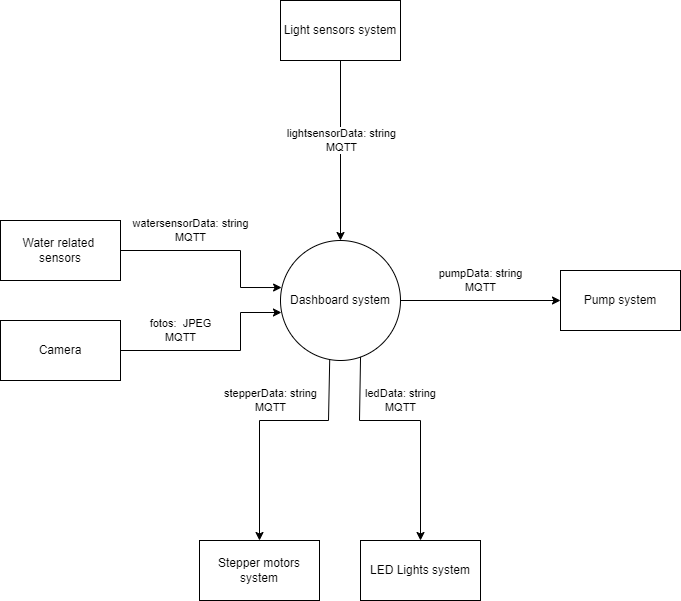 Light sensors system
lightsensorData: string
MQTT
watersensorData: string
MQTT
Water related
sensors
Dashboard system
pumpData: string
MQTT
Pump system
fotos:  JPEG
MQTT
Camera
stepperData: string
MQTT
ledData: string
MQTT
Stepper motors
system
LED Lights system